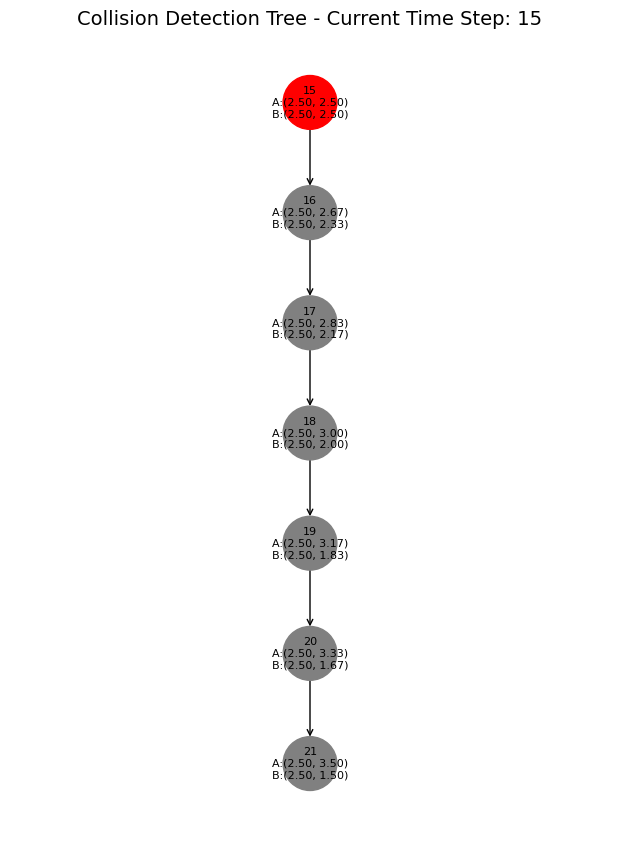 Collision Detection Tree - Current Time Step: 15
15
A:(2.50, 2.50)
B:(2.50, 2.50)
16
A:(2.50, 2.67)
B:(2.50, 2.33)
17
A:(2.50, 2.83)
B:(2.50, 2.17)
18
A:(2.50, 3.00)
B:(2.50, 2.00)
19
A:(2.50, 3.17)
B:(2.50, 1.83)
20
A:(2.50, 3.33)
B:(2.50, 1.67)
21
A:(2.50, 3.50)
B:(2.50, 1.50)